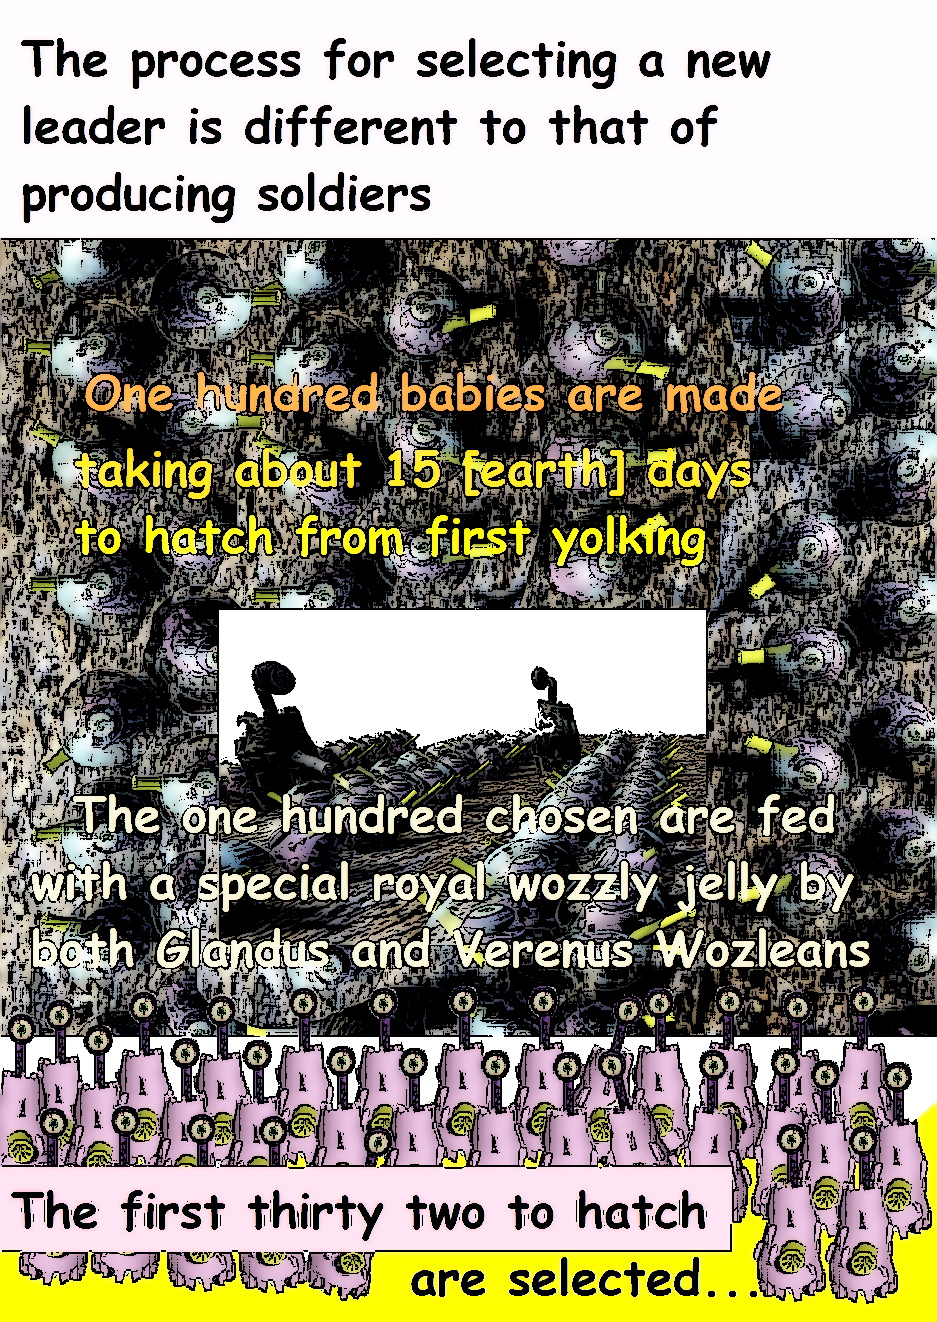 The process for selecting a new
leader is different to that of
producing soldiers
One hundred babies are made
taking about 15 [earth] days
to hatch from first yolking
The one hundred chosen are fed
with a special royal wozzly jelly by
both Glandus and Verenus Wozleans
The first thirty two to hatch
are selected...